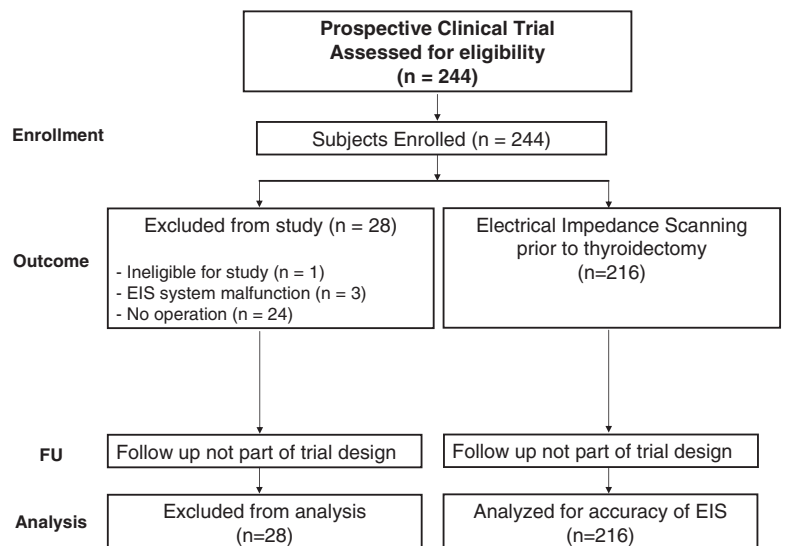 Prospective Clinical Trial
Assessed for eligibility
(n = 244)
Enrollment
Subjects Enrolled (n = 244)
Outcome
Excluded from study (n = 28)
- Ineligible for study (n = 1)
- EIS system malfunction (n = 3)
- No operation (n = 24)
Electrical Impedance Scanning
prior to thyroidectomy
(n=216)
FU
Follow up not part of trial design
Follow up not part of trial design
Analysis
Excluded from analysis
(n=28)
Analyzed for accuracy of EIS
(n=216)